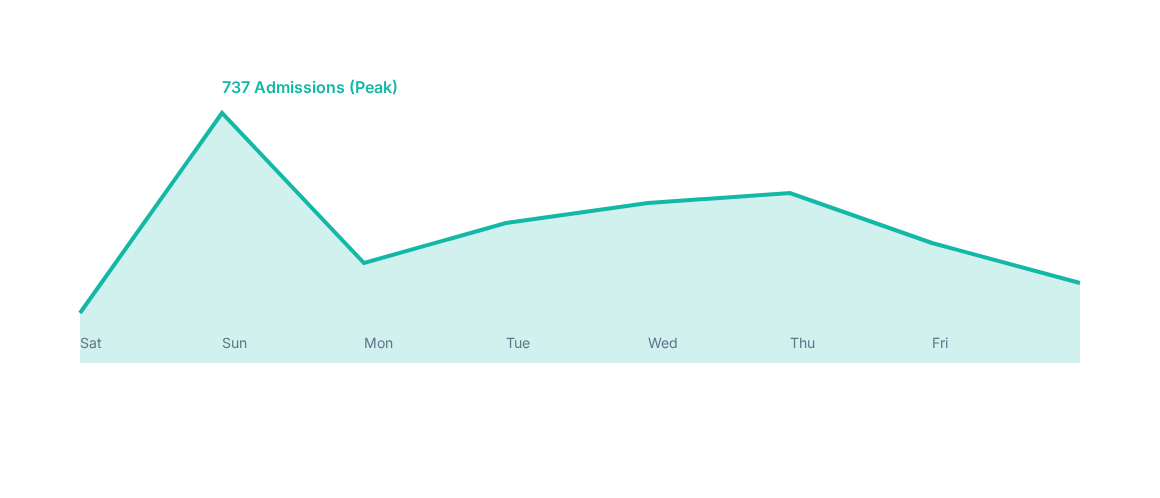 737 Admissions (Peak)
Sat
Sun
Mon
Tue
Wed
Thu
Fri